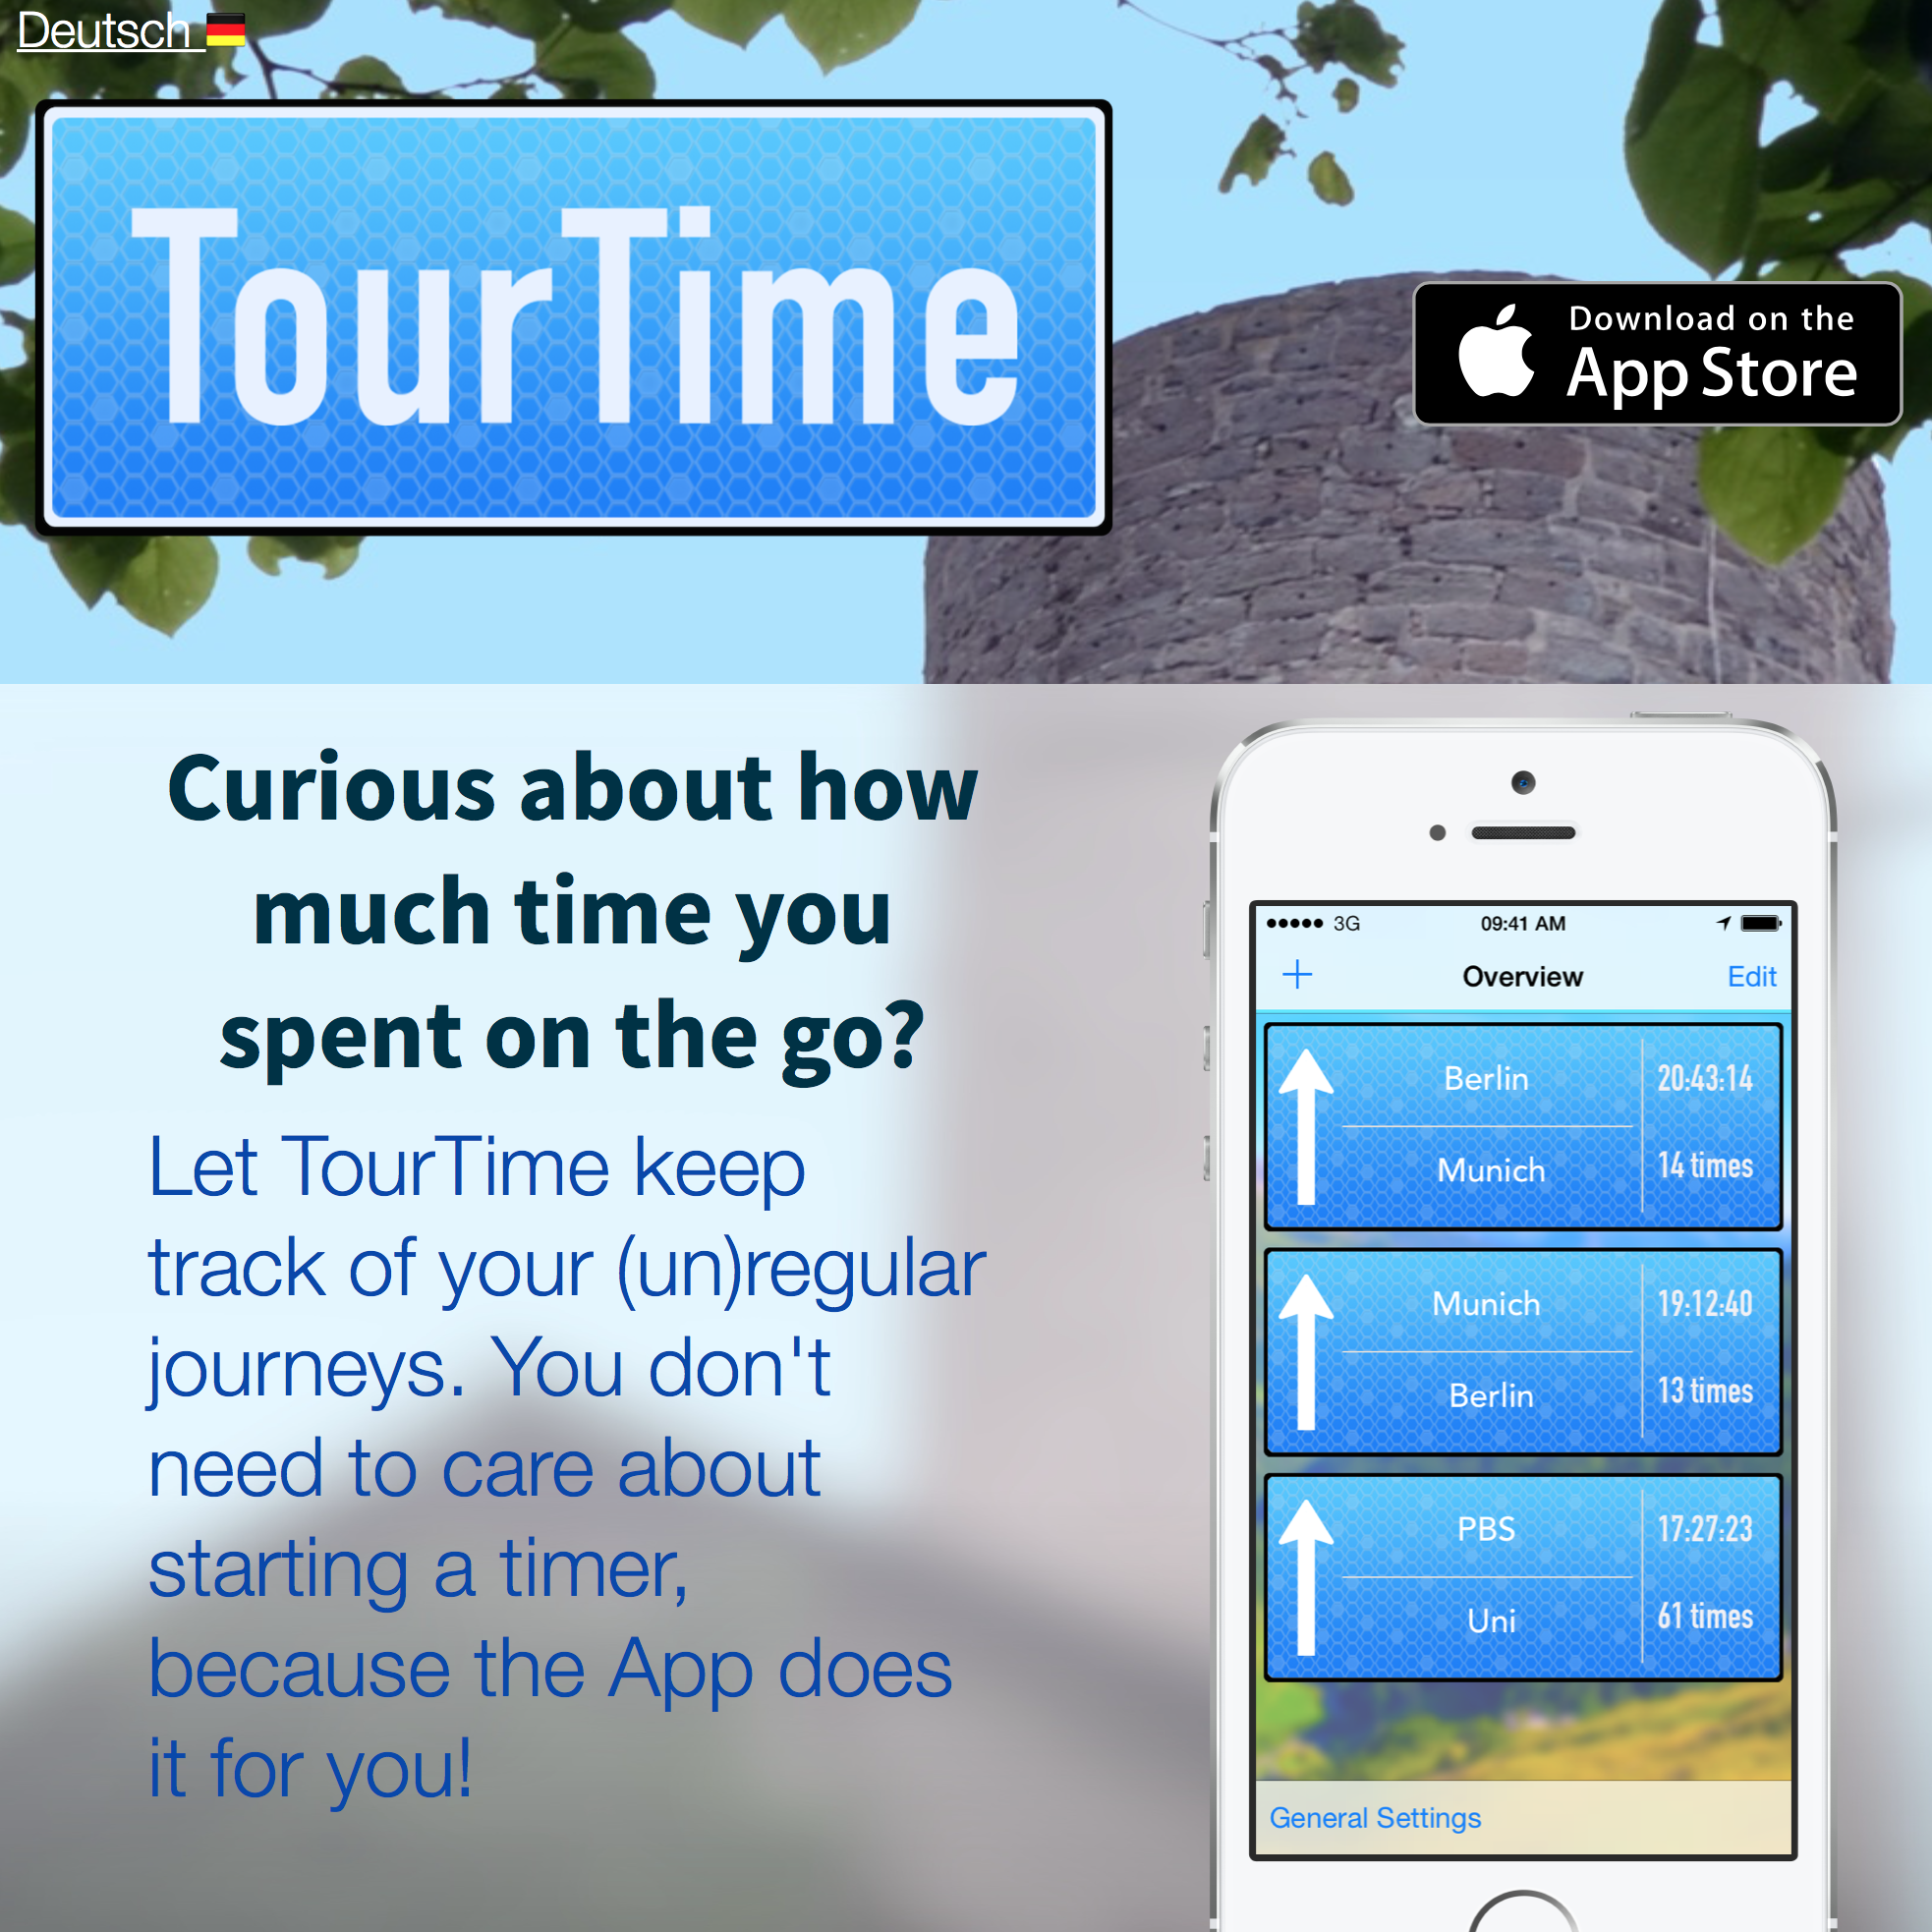 Deutsch
TourTime
Download on the
App Store
Curious about how
much time you
spent on the go?
Let TourTime keep
track of your (un)regular
journeys. You don't
need to care about
starting a timer,
because the App does
it for you!
3G 09:41 AM
+ Overview Edit
Berlin 20:43:14
Munich 14 times
Munich 19:12:40
Berlin 13 times
PBS 17:27:23
Uni 61 times
General Settings